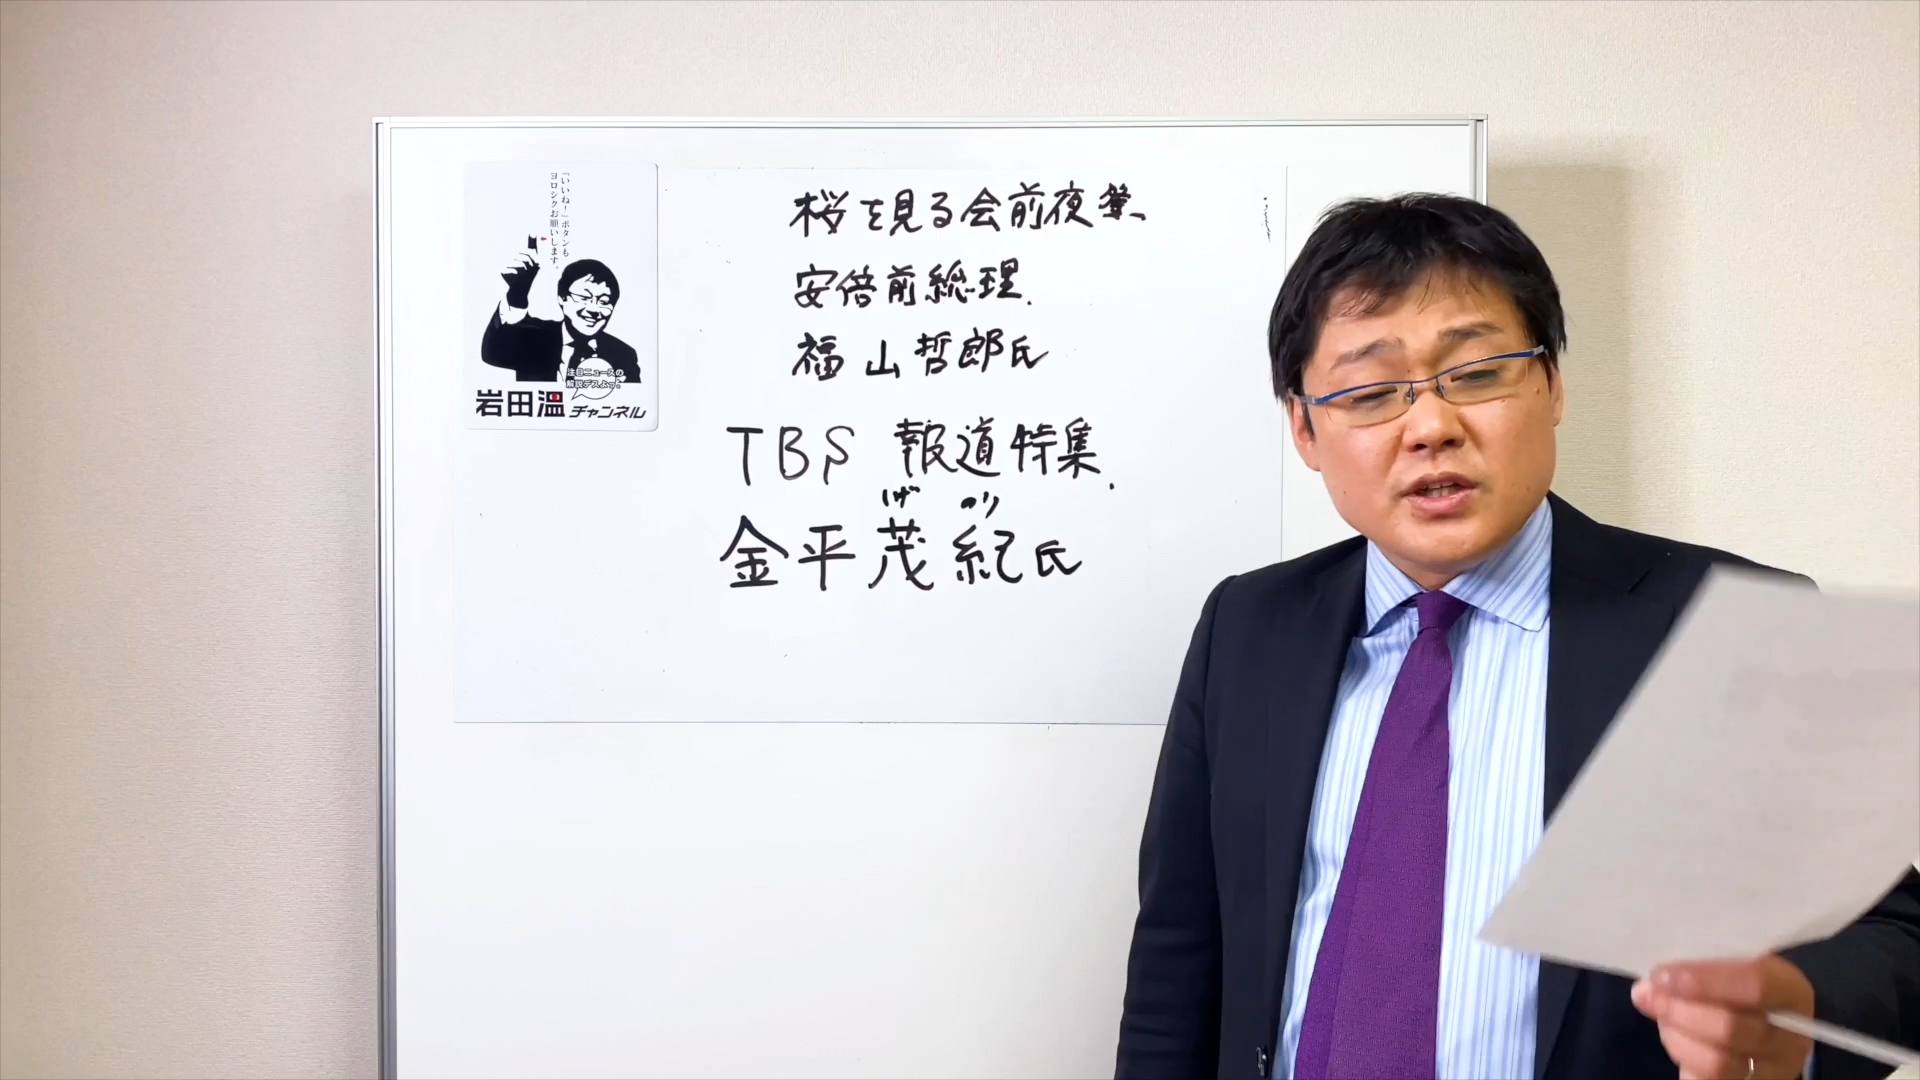 「いいね！」ボタンも
ヨロシクお願いします。
注目ニュースの
解説デスよっ！
岩田温チャンネル
桜を見る会前夜祭、
安倍前総理.
福山哲郎氏
TBS 報道特集.
げ のり
金平茂紀氏